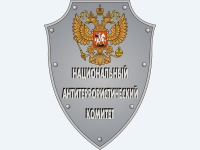 НАЦИОНАЛЬНЫЙ
АНТИТЕРРОРИСТИЧЕСКИЙ
КОМИТЕТ